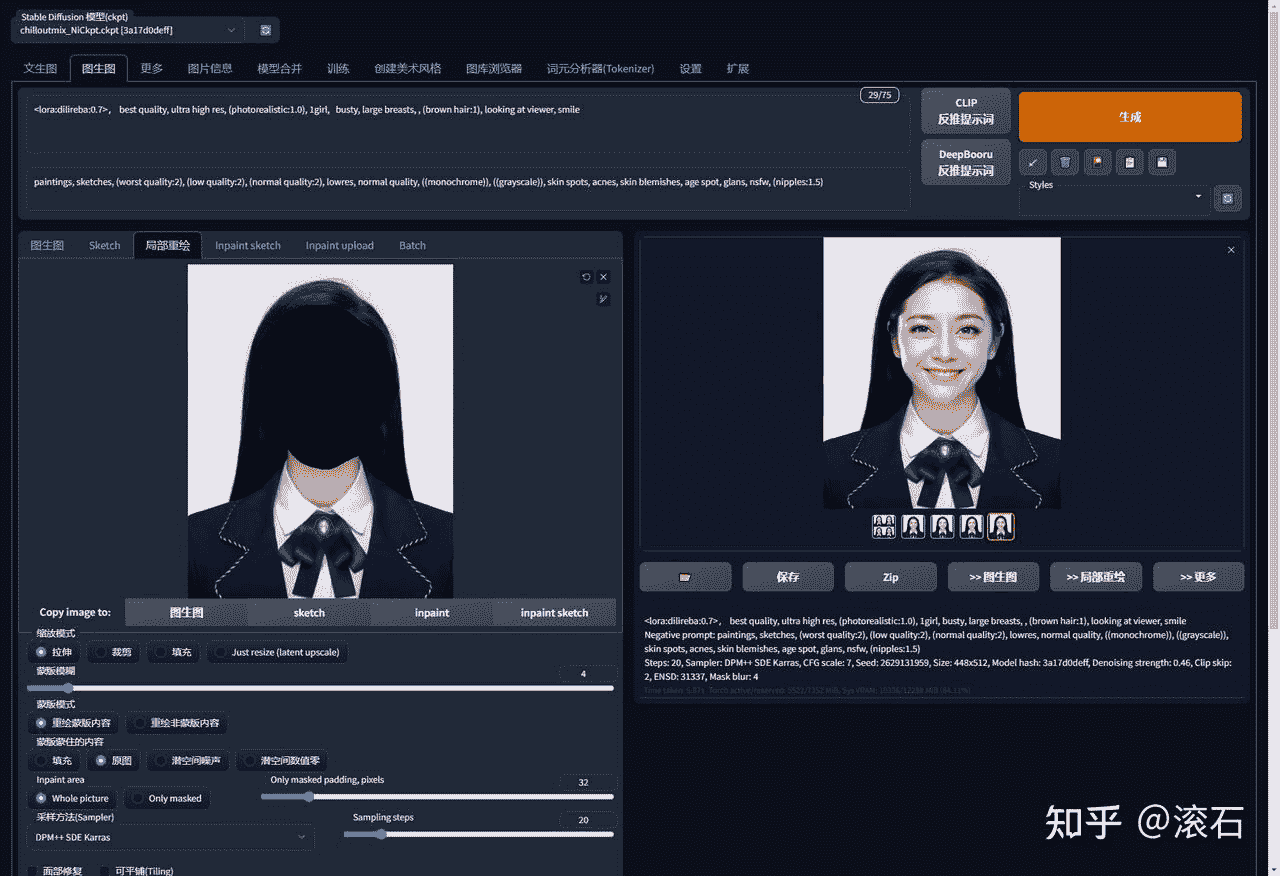 Stable Diffusion 模型(ckpt)
chilloutmix_NiCkpt.ckpt [3a17d0deff]
文生图 图生图 更多 图片信息 模型合并 训练 创建美术风格 图库浏览器 词元分析器(Tokenizer) 设置 扩展
29/75
<lora:dilireba:0.7>, best quality, ultra high res, (photorealistic:1.0), 1girl, busty, large breasts, , (brown hair:1), looking at viewer, smile
CLIP
反推提示词
生成
DeepBooru
反推提示词
paintings, sketches, (worst quality:2), (low quality:2), (normal quality:2), lowres, normal quality, ((monochrome)), ((grayscale)), skin spots, acnes, skin blemishes, age spot, glans, nsfw, (nipples:1.5)
Styles
图生图 Sketch 局部重绘 Inpaint sketch Inpaint upload Batch
Copy image to: 图生图 sketch inpaint inpaint sketch
缩放模式
拉伸 裁剪 填充 Just resize (latent upscale)
蒙版模糊 4
蒙版模式
重绘蒙版内容 重绘非蒙版内容
蒙版蒙住的内容
填充 原图 潜空间噪声 潜空间数值零
Inpaint area
Whole picture Only masked
Only masked padding, pixels 32
采样方法(Sampler)
DPM++ SDE Karras
Sampling steps 20
面部修复 可平铺(Tiling)
保存 Zip >> 图生图 >> 局部重绘 >> 更多
<lora:dilireba:0.7>, best quality, ultra high res, (photorealistic:1.0), 1girl, busty, large breasts, , (brown hair:1), looking at viewer, smile
Negative prompt: paintings, sketches, (worst quality:2), (low quality:2), (normal quality:2), lowres, normal quality, ((monochrome)), ((grayscale)),
skin spots, acnes, skin blemishes, age spot, glans, nsfw, (nipples:1.5)
Steps: 20, Sampler: DPM++ SDE Karras, CFG scale: 7, Seed: 2629131959, Size: 448x512, Model hash: 3a17d0deff, Denoising strength: 0.46, Clip skip:
2, ENSD: 31337, Mask blur: 4
知乎 @滚石